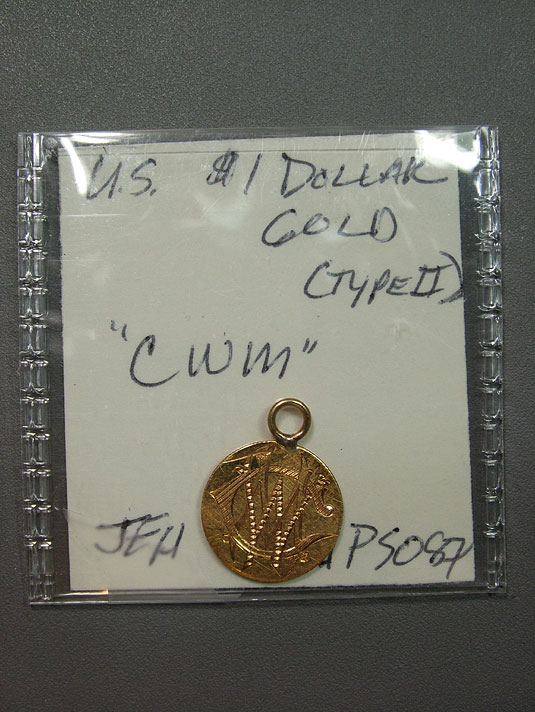 U.S. $1 DOLLAR
GOLD
(TYPE II)
"CWM"
JEH PS087